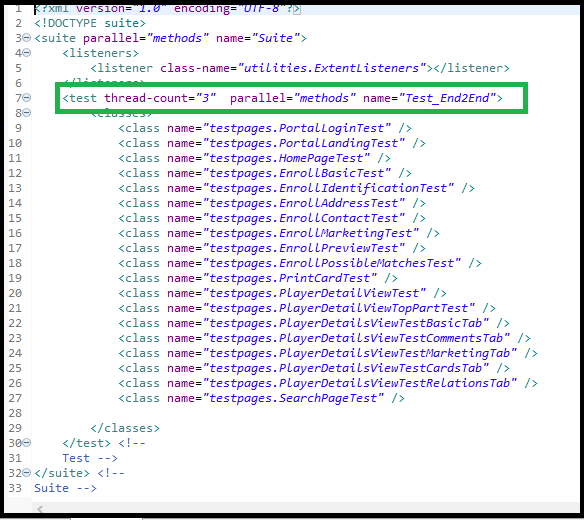 1 <?xml version="1.0" encoding="UTF-8"?>
2 <!DOCTYPE suite>
3 <suite parallel="methods" name="Suite">
4 <listeners>
5 <listener class-name="utilities.ExtentListeners"></listener>
6 </listeners>
7 <test thread-count="3"  parallel="methods" name="Test_End2End">
8 <classes>
9 <class name="testpages.PortalLoginTest" />
10 <class name="testpages.PortalLandingTest" />
11 <class name="testpages.HomePageTest" />
12 <class name="testpages.EnrollBasicTest" />
13 <class name="testpages.EnrollIdentificationTest" />
14 <class name="testpages.EnrollAddressTest" />
15 <class name="testpages.EnrollContactTest" />
16 <class name="testpages.EnrollMarketingTest" />
17 <class name="testpages.EnrollPreviewTest" />
18 <class name="testpages.EnrollPossibleMatchesTest" />
19 <class name="testpages.PrintCardTest" />
20 <class name="testpages.PlayerDetailViewTest" />
21 <class name="testpages.PlayerDetailViewTopPartTest" />
22 <class name="testpages.PlayerDetailsViewTestBasicTab" />
23 <class name="testpages.PlayerDetailsViewTestCommentsTab" />
24 <class name="testpages.PlayerDetailsViewTestMarketingTab" />
25 <class name="testpages.PlayerDetailsViewTestCardsTab" />
26 <class name="testpages.PlayerDetailsViewTestRelationsTab" />
27 <class name="testpages.SearchPageTest" />
28
29 </classes>
30 </test> <!--
31 Test -->
32 </suite> <!--
33 Suite -->